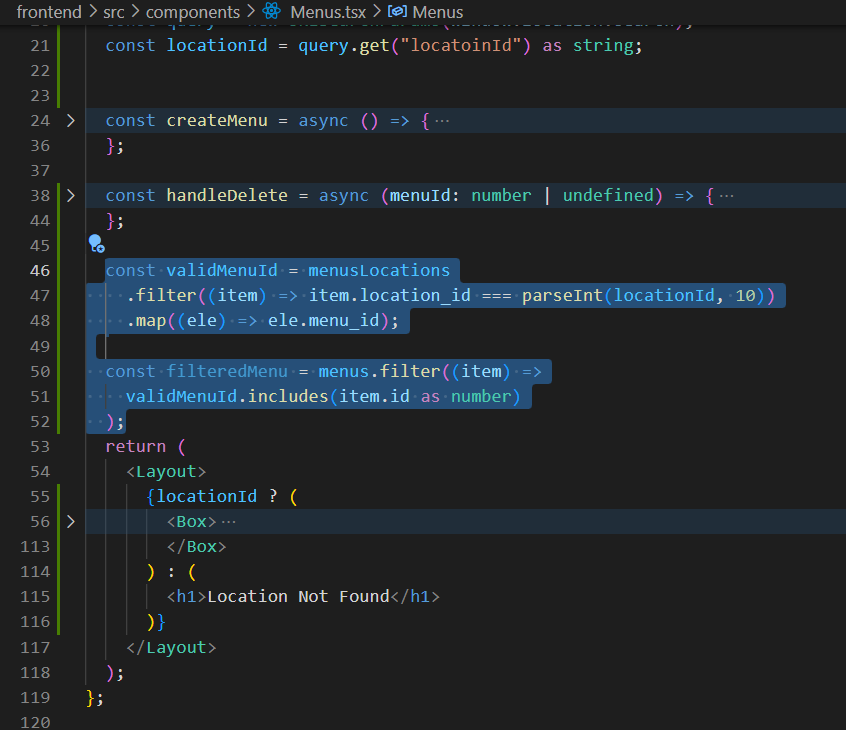 frontend > src > components > Menus.tsx > Menus
21 const locationId = query.get("locatoinId") as string;
22
23
24 > const createMenu = async () => { ···
36 };
37
38 > const handleDelete = async (menuId: number | undefined) => { ···
44 };
45
46 const validMenuId = menusLocations
47 .filter((item) => item.location_id === parseInt(locationId, 10))
48 .map((ele) => ele.menu_id);
49
50 const filteredMenu = menus.filter((item) =>
51 validMenuId.includes(item.id as number)
52 );
53 return (
54 <Layout>
55 {locationId ? (
56 > <Box> ···
113 </Box>
114 ) : (
115 <h1>Location Not Found</h1>
116 )}
117 </Layout>
118 );
119 };
120